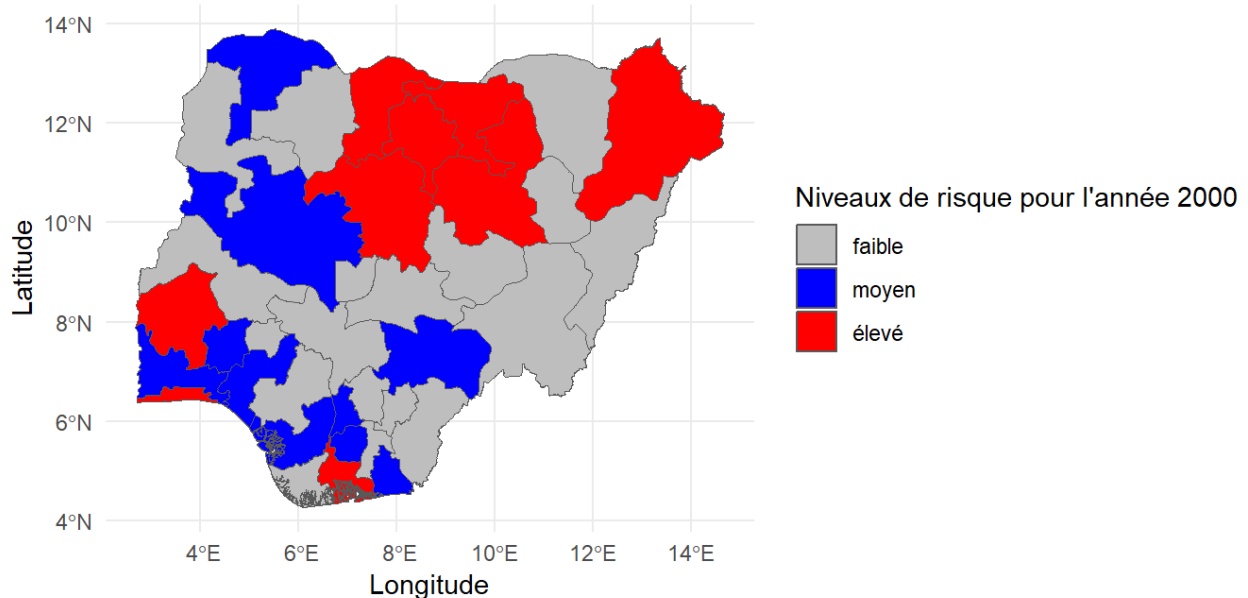 14°N
12°N
10°N
8°N
6°N
4°N
Latitude
4°E
6°E
8°E
10°E
12°E
14°E
Longitude
Niveaux de risque pour l'année 2000
faible
moyen
élevé